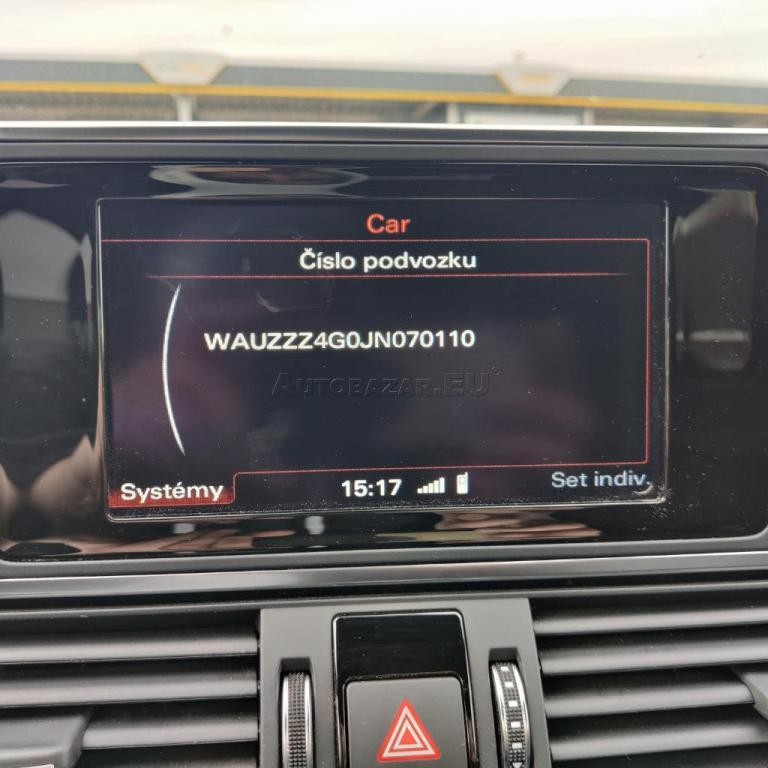 Car
Číslo podvozku
WAUZZZ4G0JN070110
AUTOBAZAR.EU
Systémy
15:17
Set indiv.